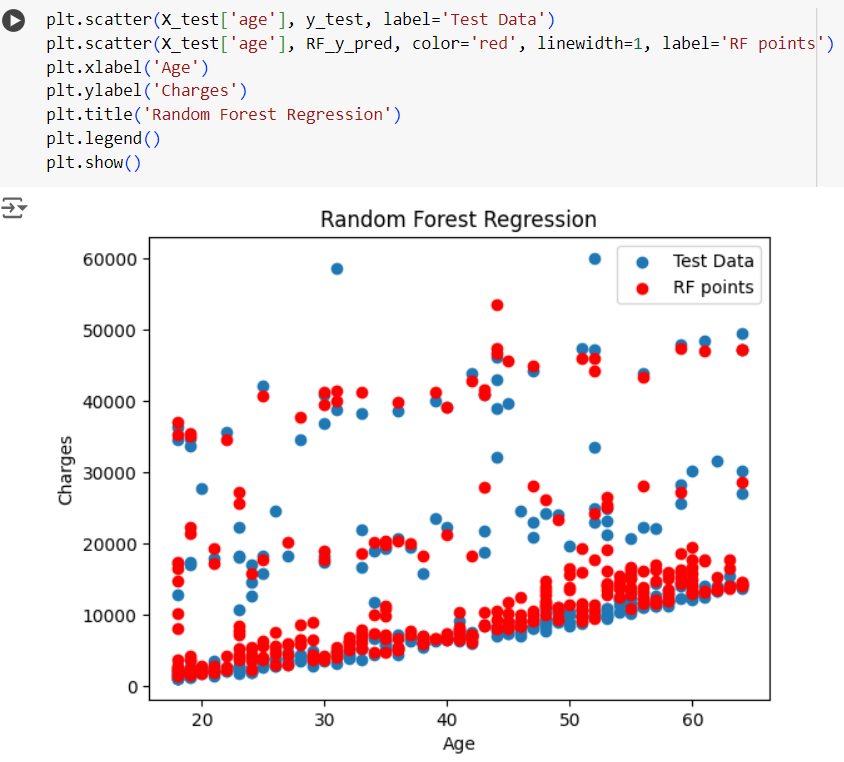 plt.scatter(X_test['age'], y_test, label='Test Data')
plt.scatter(X_test['age'], RF_y_pred, color='red', linewidth=1, label='RF points')
plt.xlabel('Age')
plt.ylabel('Charges')
plt.title('Random Forest Regression')
plt.legend()
plt.show()
Random Forest Regression
Test Data
RF points
60000
50000
40000
30000
20000
10000
0
Charges
20 30 40 50 60
Age